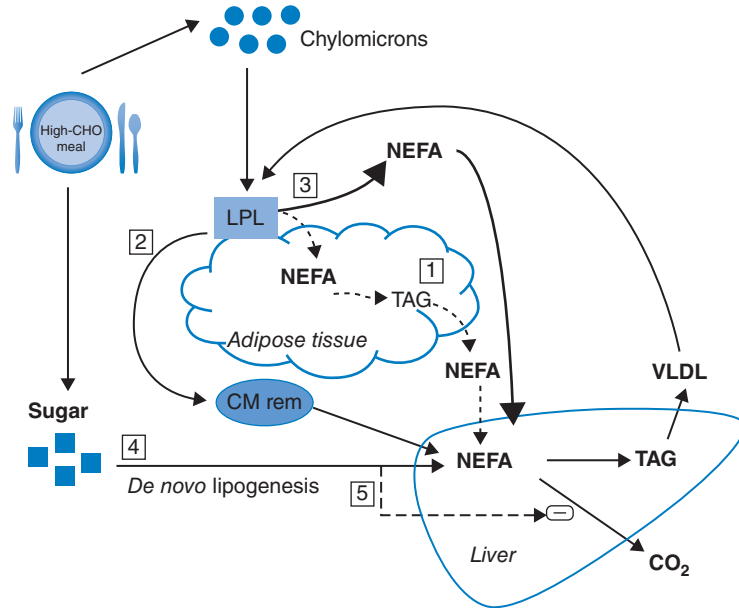 Chylomicrons
High-CHO
meal
NEFA
3
LPL
2
1
NEFA
TAG
Adipose tissue
NEFA
VLDL
CM rem
Sugar
4
NEFA
TAG
De novo lipogenesis
5
–
Liver
CO₂